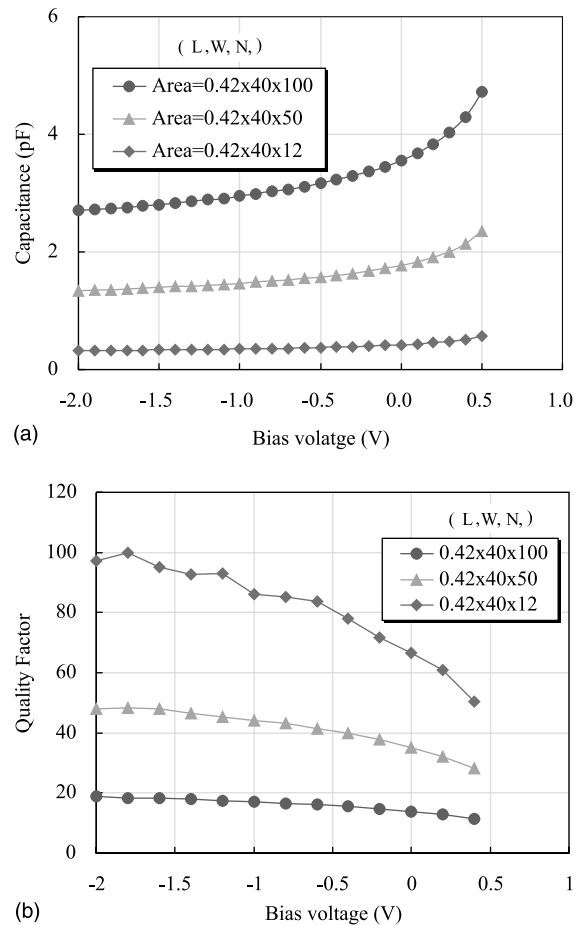 6
( L,W, N, )
Area=0.42x40x100
Area=0.42x40x50
Area=0.42x40x12
4
2
0
Capacitance (pF)
-2.0 -1.5 -1.0 -0.5 0.0 0.5 1.0
(a)
Bias volatge (V)
120
( L,W, N, )
0.42x40x100
0.42x40x50
0.42x40x12
100
80
60
40
20
0
Quality Factor
-2 -1.5 -1 -0.5 0 0.5 1
(b)
Bias voltage (V)